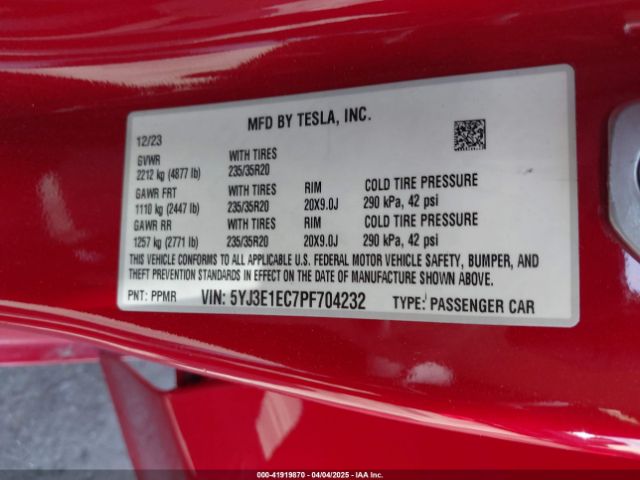 MFD BY TESLA, INC.
12/23
GVWR WITH TIRES
2212 kg (4877 lb) 235/35R20
GAWR FRT WITH TIRES RIM COLD TIRE PRESSURE
1110 kg (2447 lb) 235/35R20 20X9.0J 290 kPa, 42 psi
GAWR RR WITH TIRES RIM COLD TIRE PRESSURE
1257 kg (2771 lb) 235/35R20 20X9.0J 290 kPa, 42 psi
THIS VEHICLE CONFORMS TO ALL APPLICABLE U.S. FEDERAL MOTOR VEHICLE SAFETY, BUMPER, AND
THEFT PREVENTION STANDARDS IN EFFECT ON THE DATE OF MANUFACTURE SHOWN ABOVE.
PNT: PPMR VIN: 5YJ3E1EC7PF704232 TYPE: PASSENGER CAR
000-41919870 - 04/04/2025 - IAA Inc.